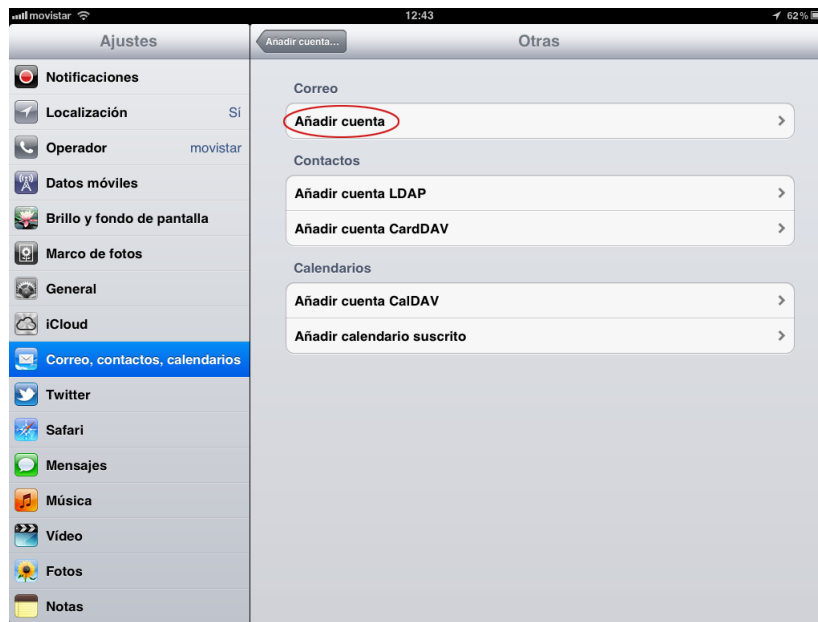 movistar 12:43 62%
Ajustes
Notificaciones
Localización Sí
Operador movistar
Datos móviles
Brillo y fondo de pantalla
Marco de fotos
General
iCloud
Correo, contactos, calendarios
Twitter
Safari
Mensajes
Música
Vídeo
Fotos
Notas
Añadir cuenta... Otras
Correo
Añadir cuenta
Contactos
Añadir cuenta LDAP
Añadir cuenta CardDAV
Calendarios
Añadir cuenta CalDAV
Añadir calendario suscrito